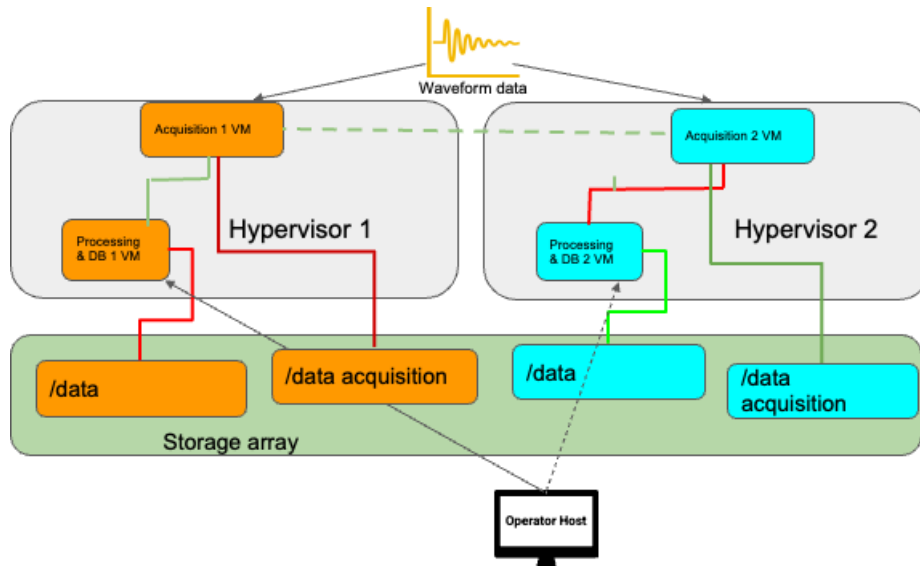 Waveform data
Acquisition 1 VM
Acquisition 2 VM
Processing
& DB 1 VM
Hypervisor 1
Processing
& DB 2 VM
Hypervisor 2
/data
/data acquisition
/data
/data
acquisition
Storage array
Operator Host